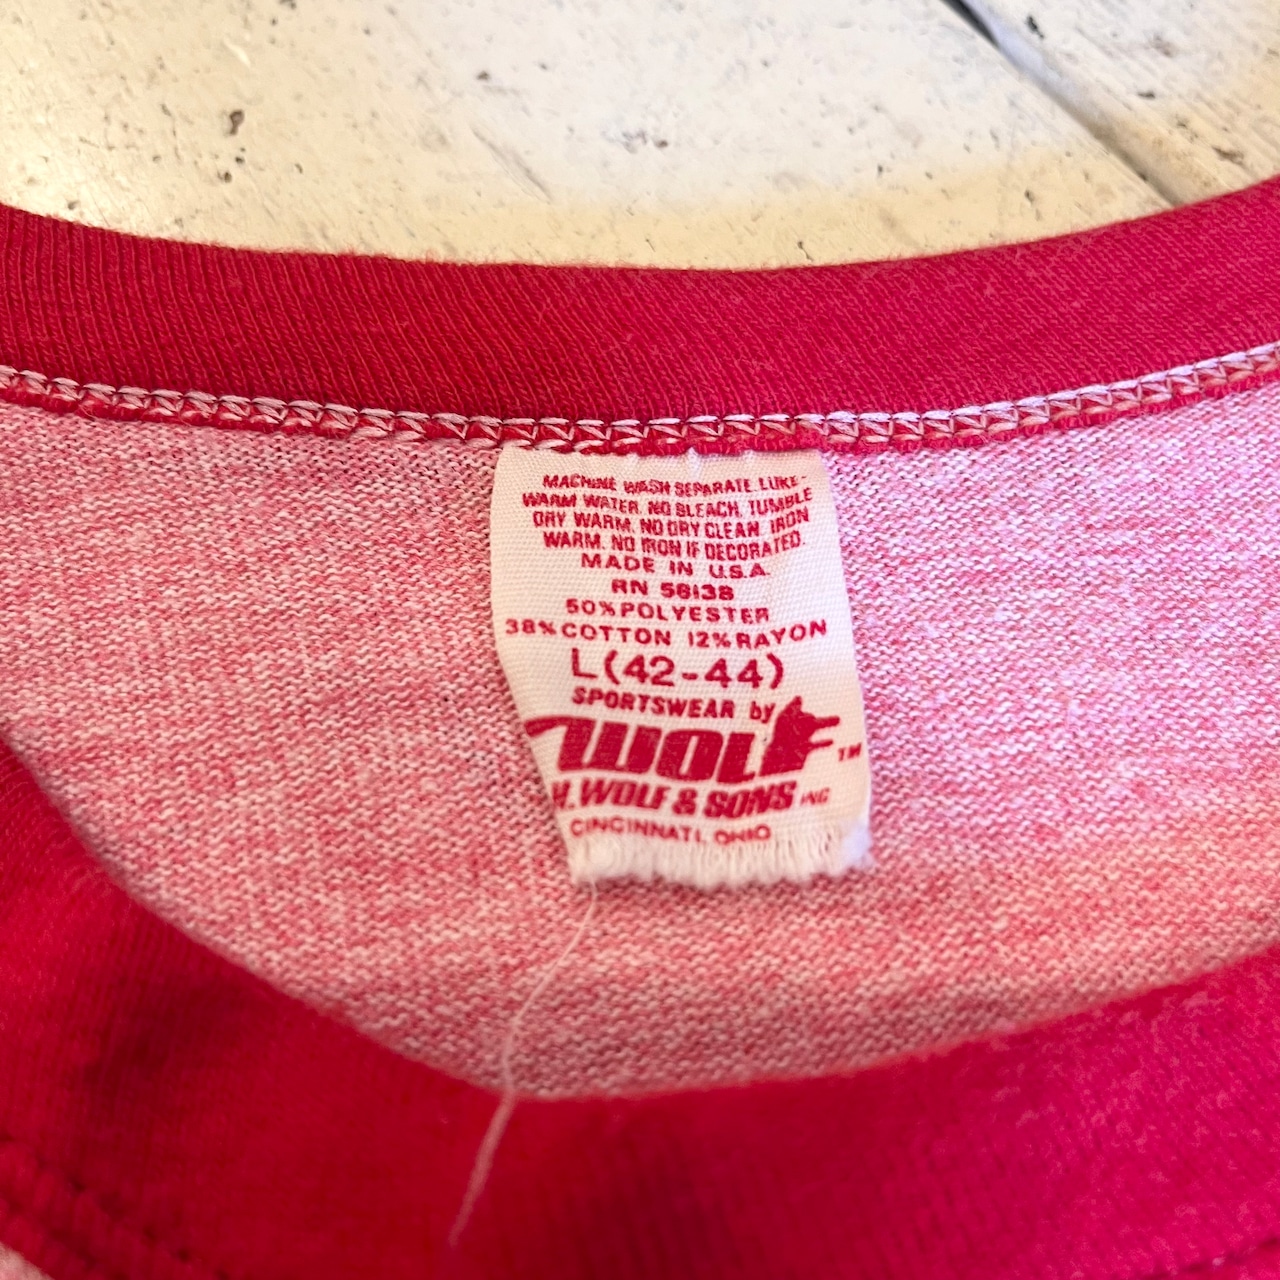 MACHINE WASH SEPARATE LUKE-
WARM WATER. NO BLEACH. TUMBLE
DRY WARM. NO DRY CLEAN. IRON
WARM. NO IRON IF DECORATED.
MADE IN U.S.A.
RN 56138
50% POLYESTER
38% COTTON 12% RAYON
L(42-44)
SPORTSWEAR by
WOLF TM
H. WOLF & SONS INC
CINCINNATI, OHIO